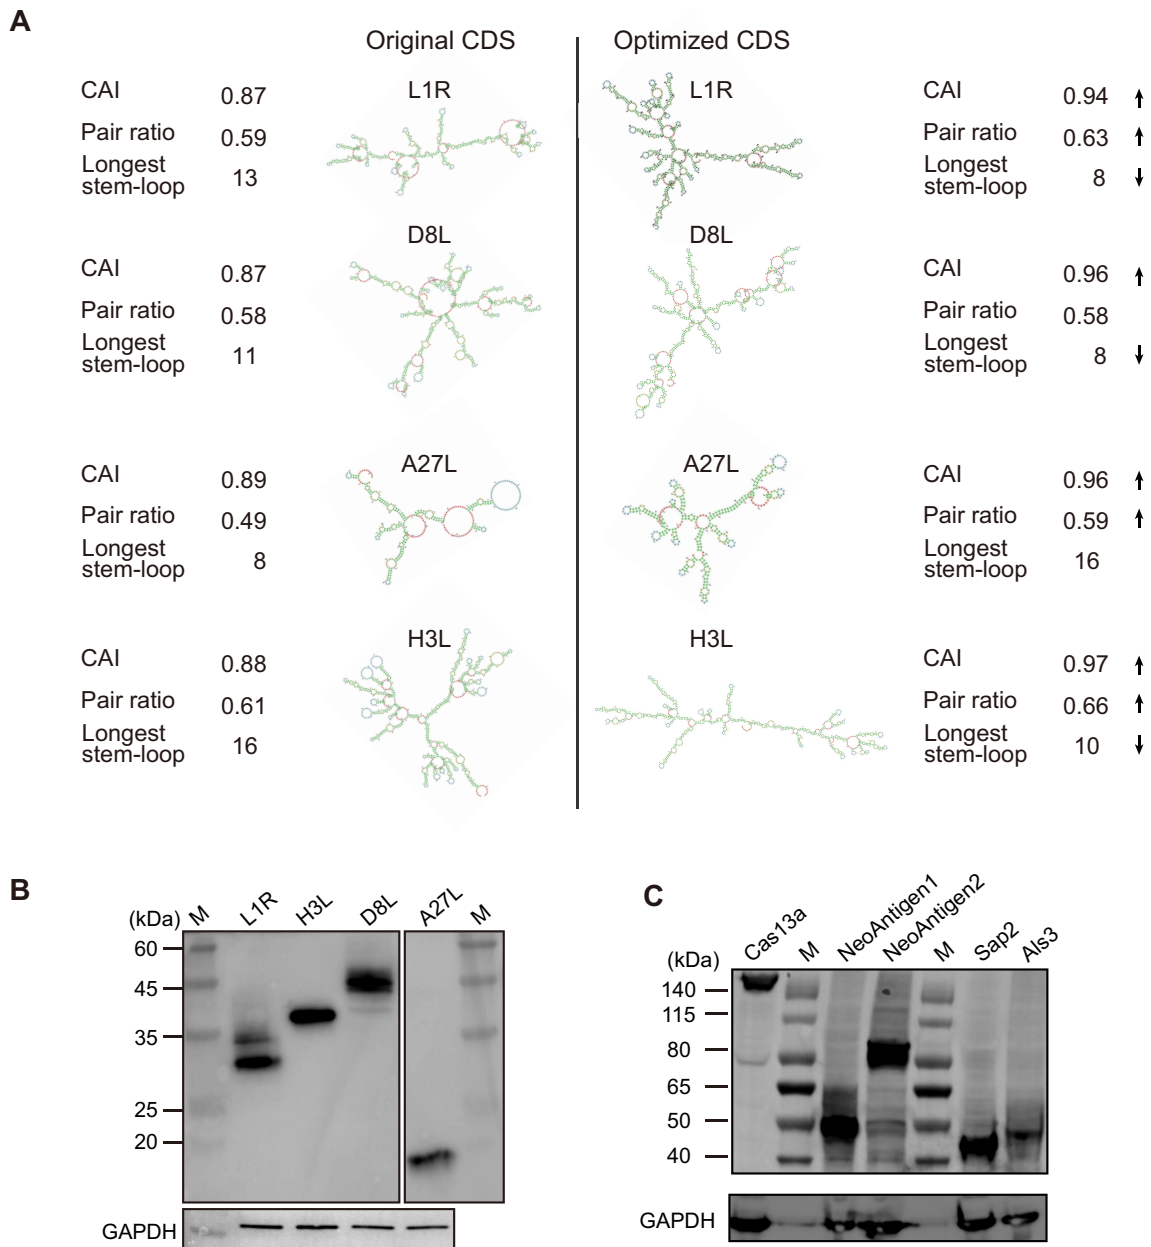 A
Original CDS
Optimized CDS
CAI 0.87
L1R
L1R
CAI 0.94 ↑
Pair ratio 0.59
Pair ratio 0.63 ↑
Longest
stem-loop 13
Longest
stem-loop 8 ↓
D8L
D8L
CAI 0.87
CAI 0.96 ↑
Pair ratio 0.58
Pair ratio 0.58
Longest
stem-loop 11
Longest
stem-loop 8 ↓
A27L
A27L
CAI 0.89
CAI 0.96 ↑
Pair ratio 0.49
Pair ratio 0.59 ↑
Longest
stem-loop 8
Longest
stem-loop 16
H3L
H3L
CAI 0.88
CAI 0.97 ↑
Pair ratio 0.61
Pair ratio 0.66 ↑
Longest
stem-loop 16
Longest
stem-loop 10 ↓
B
(kDa) M L1R H3L D8L A27L M
60
45
35
25
20
GAPDH
C
(kDa) Cas13a M NeoAntigen1 NeoAntigen2 M Sap2 Als3
140
115
80
65
50
40
GAPDH